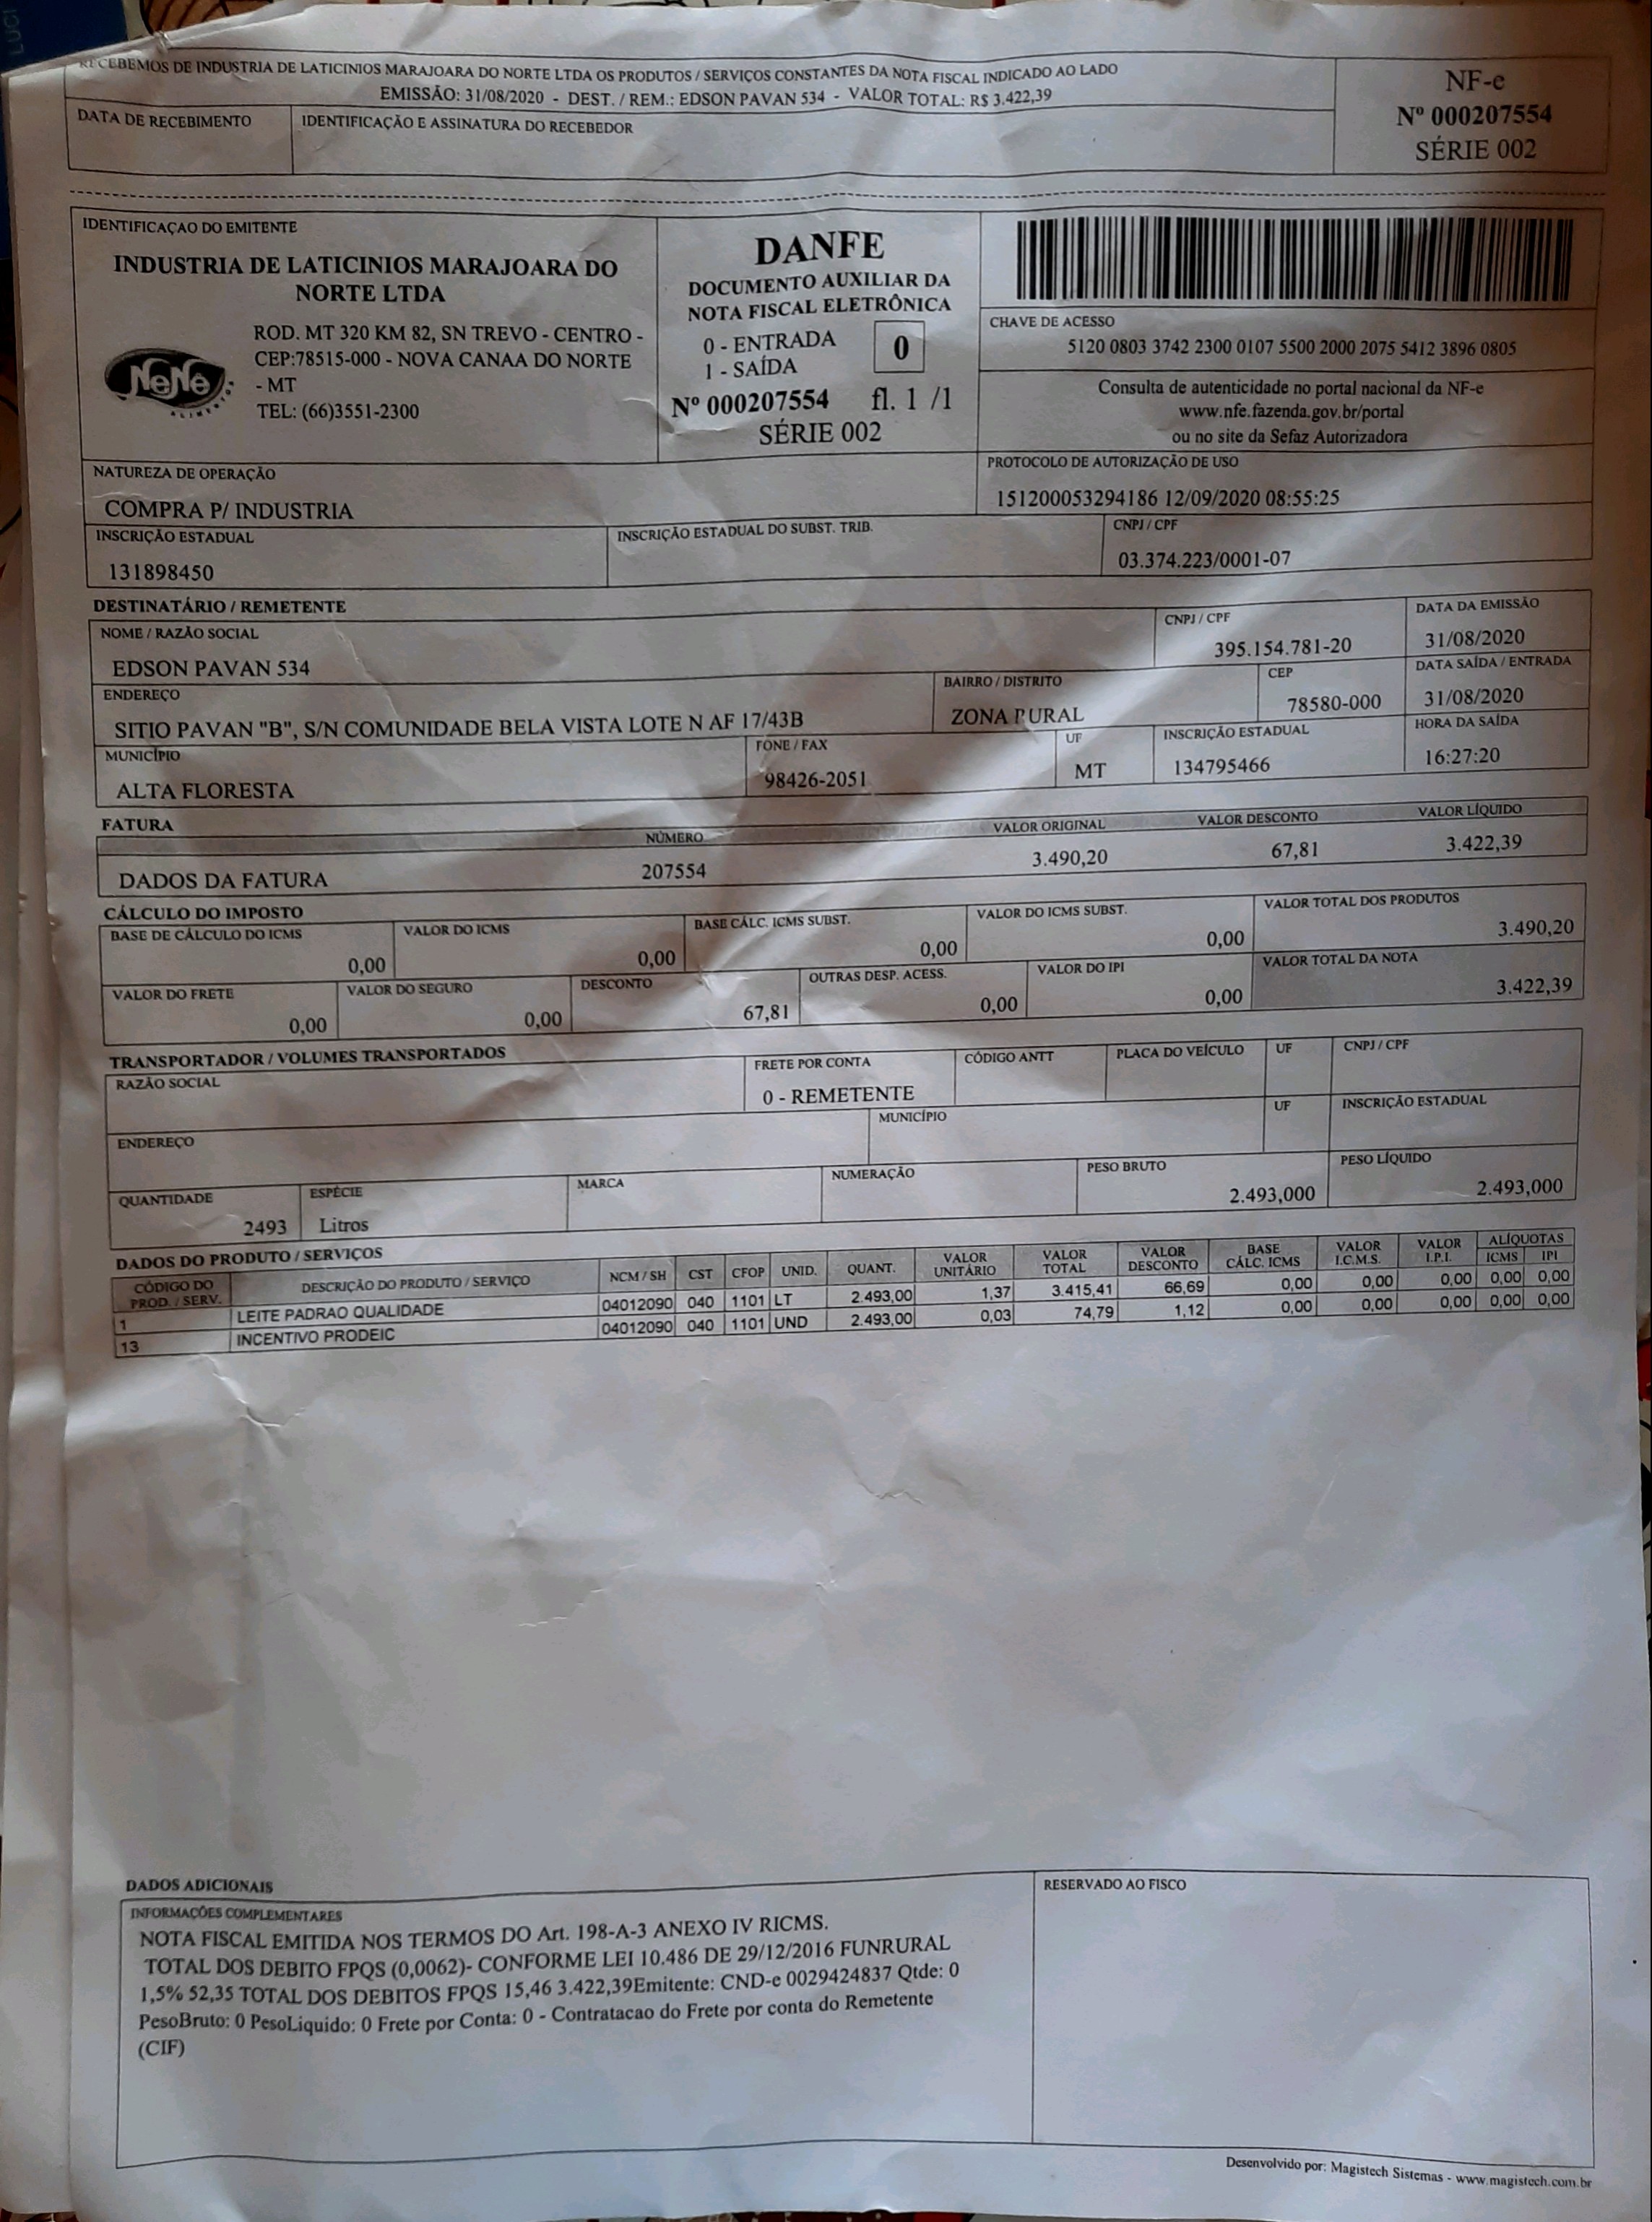 LUCI
RECEBEMOS DE INDUSTRIA DE LATICINIOS MARAJOARA DO NORTE LTDA OS PRODUTOS / SERVIÇOS CONSTANTES DA NOTA FISCAL INDICADO AO LADO
EMISSÃO: 31/08/2020 - DEST. / REM.: EDSON PAVAN 534 - VALOR TOTAL: R$ 3.422,39
DATA DE RECEBIMENTO IDENTIFICAÇÃO E ASSINATURA DO RECEBEDOR
NF-e
Nº 000207554
SÉRIE 002
IDENTIFICAÇAO DO EMITENTE
INDUSTRIA DE LATICINIOS MARAJOARA DO
NORTE LTDA
NeNê
ALIMENTOS
ROD. MT 320 KM 82, SN TREVO - CENTRO -
CEP:78515-000 - NOVA CANAA DO NORTE
- MT
TEL: (66)3551-2300
DANFE
DOCUMENTO AUXILIAR DA
NOTA FISCAL ELETRÔNICA
0 - ENTRADA
1 - SAÍDA
0
Nº 000207554 fl. 1 /1
SÉRIE 002
CHAVE DE ACESSO
5120 0803 3742 2300 0107 5500 2000 2075 5412 3896 0805
Consulta de autenticidade no portal nacional da NF-e
www.nfe.fazenda.gov.br/portal
ou no site da Sefaz Autorizadora
NATUREZA DE OPERAÇÃO
COMPRA P/ INDUSTRIA
PROTOCOLO DE AUTORIZAÇÃO DE USO
151200053294186 12/09/2020 08:55:25
INSCRIÇÃO ESTADUAL
131898450
INSCRIÇÃO ESTADUAL DO SUBST. TRIB.
CNPJ / CPF
03.374.223/0001-07
DESTINATÁRIO / REMETENTE
NOME / RAZÃO SOCIAL
EDSON PAVAN 534
CNPJ / CPF
395.154.781-20
DATA DA EMISSÃO
31/08/2020
ENDEREÇO
SITIO PAVAN "B", S/N COMUNIDADE BELA VISTA LOTE N AF 17/43B
BAIRRO / DISTRITO
ZONA RURAL
CEP
78580-000
DATA SAÍDA / ENTRADA
31/08/2020
MUNICÍPIO
ALTA FLORESTA
FONE / FAX
98426-2051
UF
MT
INSCRIÇÃO ESTADUAL
134795466
HORA DA SAÍDA
16:27:20
FATURA
NÚMERO VALOR ORIGINAL VALOR DESCONTO VALOR LÍQUIDO
DADOS DA FATURA 207554 3.490,20 67,81 3.422,39
CÁLCULO DO IMPOSTO
BASE DE CÁLCULO DO ICMS
0,00
VALOR DO ICMS
0,00
BASE CÁLC. ICMS SUBST.
0,00
VALOR DO ICMS SUBST.
0,00
VALOR TOTAL DOS PRODUTOS
3.490,20
VALOR DO FRETE
0,00
VALOR DO SEGURO
0,00
DESCONTO
67,81
OUTRAS DESP. ACESS.
0,00
VALOR DO IPI
0,00
VALOR TOTAL DA NOTA
3.422,39
TRANSPORTADOR / VOLUMES TRANSPORTADOS
RAZÃO SOCIAL
FRETE POR CONTA
0 - REMETENTE
CÓDIGO ANTT
PLACA DO VEÍCULO
UF
CNPJ / CPF
ENDEREÇO
MUNICÍPIO
UF
INSCRIÇÃO ESTADUAL
QUANTIDADE
2493
ESPÉCIE
Litros
MARCA
NUMERAÇÃO
PESO BRUTO
2.493,000
PESO LÍQUIDO
2.493,000
DADOS DO PRODUTO / SERVIÇOS
CÓDIGO DO PROD. / SERV. DESCRIÇÃO DO PRODUTO / SERVIÇO NCM / SH CST CFOP UNID. QUANT. VALOR UNITÁRIO VALOR TOTAL VALOR DESCONTO BASE CÁLC. ICMS VALOR I.C.M.S. VALOR I.P.I. ALÍQUOTAS ICMS IPI
1 LEITE PADRAO QUALIDADE 04012090 040 1101 LT 2.493,00 1,37 3.415,41 66,69 0,00 0,00 0,00 0,00 0,00
13 INCENTIVO PRODEIC 04012090 040 1101 UND 2.493,00 0,03 74,79 1,12 0,00 0,00 0,00 0,00 0,00
DADOS ADICIONAIS
INFORMAÇÕES COMPLEMENTARES
NOTA FISCAL EMITIDA NOS TERMOS DO Art. 198-A-3 ANEXO IV RICMS.
TOTAL DOS DEBITO FPQS (0,0062)- CONFORME LEI 10.486 DE 29/12/2016 FUNRURAL
1,5% 52,35 TOTAL DOS DEBITOS FPQS 15,46 3.422,39Emitente: CND-e 0029424837 Qtde: 0
PesoBruto: 0 PesoLiquido: 0 Frete por Conta: 0 - Contratacao do Frete por conta do Remetente
(CIF)
RESERVADO AO FISCO
Desenvolvido por: Magistech Sistemas - www.magistech.com.br